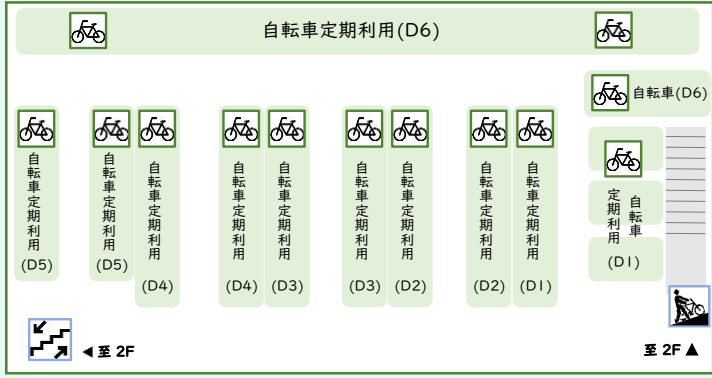 自転車定期利用(D6)
自転車(D6)
自転車定期利用
(D5)
自転車定期利用
(D5)
自転車定期利用
(D4)
自転車定期利用
(D4)
自転車定期利用
(D3)
自転車定期利用
(D3)
自転車定期利用
(D2)
自転車定期利用
(D2)
自転車定期利用
(D1)
自転車
定期利用
(D1)
◀至 2F
至 2F▲